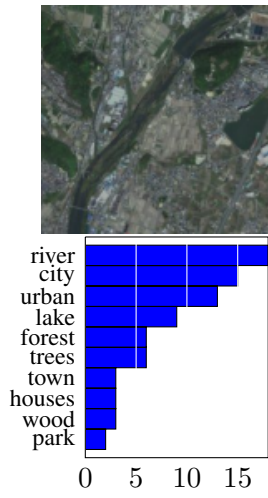 river
city
urban
lake
forest
trees
town
houses
wood
park
0 5 10 15